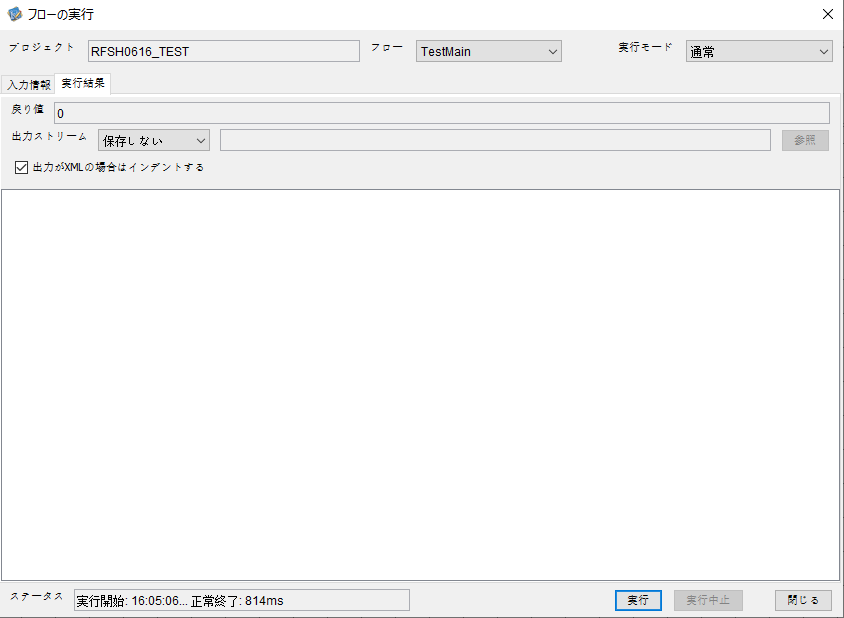 フローの実行
プロジェクト RFSH0616_TEST フロー TestMain 実行モード 通常
入力情報 実行結果
戻り値 0
出力ストリーム 保存しない 参照
出力がXMLの場合はインデントする
ステータス 実行開始: 16:05:06... 正常終了: 814ms 実行 実行中止 閉じる